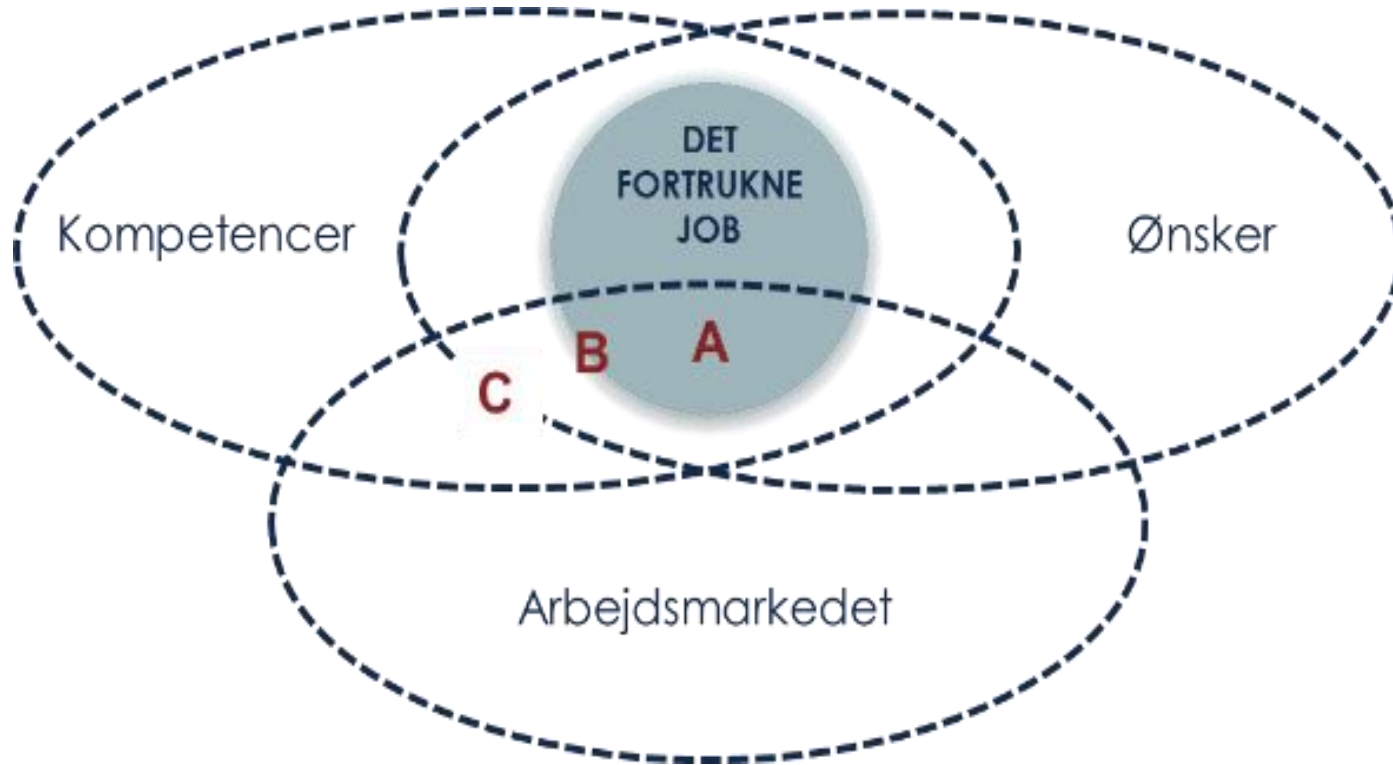 DET
FORTRUKNE
JOB
Kompetencer
Ønsker
B
A
C
Arbejdsmarkedet